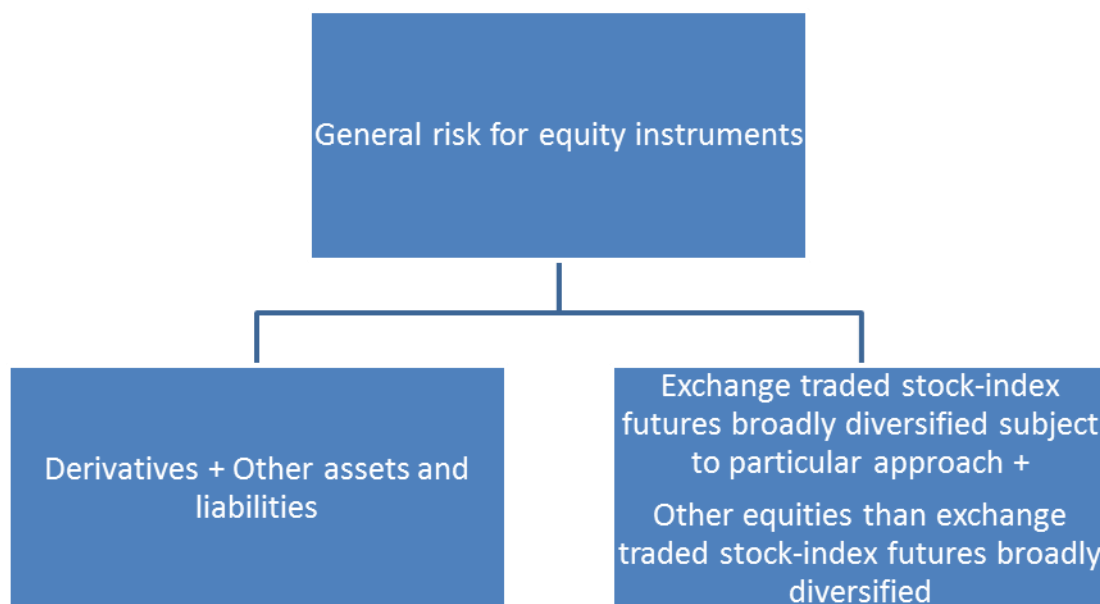 General risk for equity instruments
Derivatives + Other assets and
liabilities
Exchange traded stock-index
futures broadly diversified subject
to particular approach +
Other equities than exchange
traded stock-index futures broadly
diversified